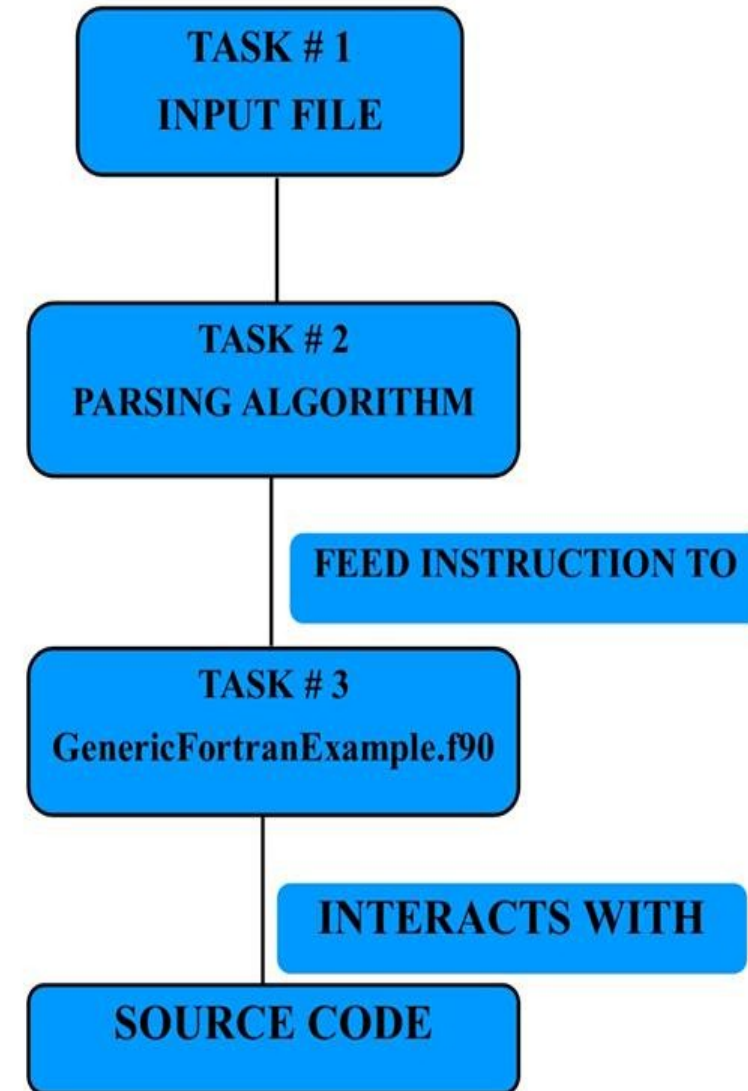 TASK # 1
INPUT FILE
TASK # 2
PARSING ALGORITHM
FEED INSTRUCTION TO
TASK # 3
GenericFortranExample.f90
INTERACTS WITH
SOURCE CODE